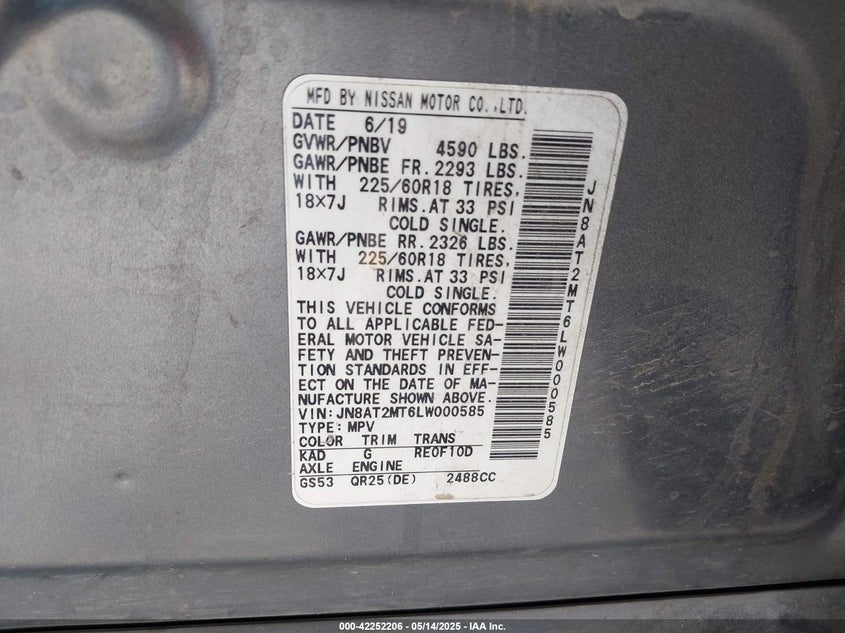 MFD BY NISSAN MOTOR CO.,LTD.
DATE 6/19
GVWR/PNBV 4590 LBS.
GAWR/PNBE FR. 2293 LBS.
WITH 225/60R18 TIRES,
18×7J RIMS.AT 33 PSI
COLD SINGLE.
GAWR/PNBE RR. 2326 LBS.
WITH 225/60R18 TIRES,
18×7J RIMS.AT 33 PSI
COLD SINGLE.
THIS VEHICLE CONFORMS
TO ALL APPLICABLE FED-
ERAL MOTOR VEHICLE SA-
FETY AND THEFT PREVEN-
TION STANDARDS IN EFF-
ECT ON THE DATE OF MA-
NUFACTURE SHOWN ABOVE.
VIN: JN8AT2MT6LW000585
TYPE: MPV
COLOR TRIM TRANS
KAD G RE0F10D
AXLE ENGINE
GS53 QR25(DE) 2488CC
JN8AT2MT6LW000585
000-42252206 - 05/14/2025 - IAA Inc.